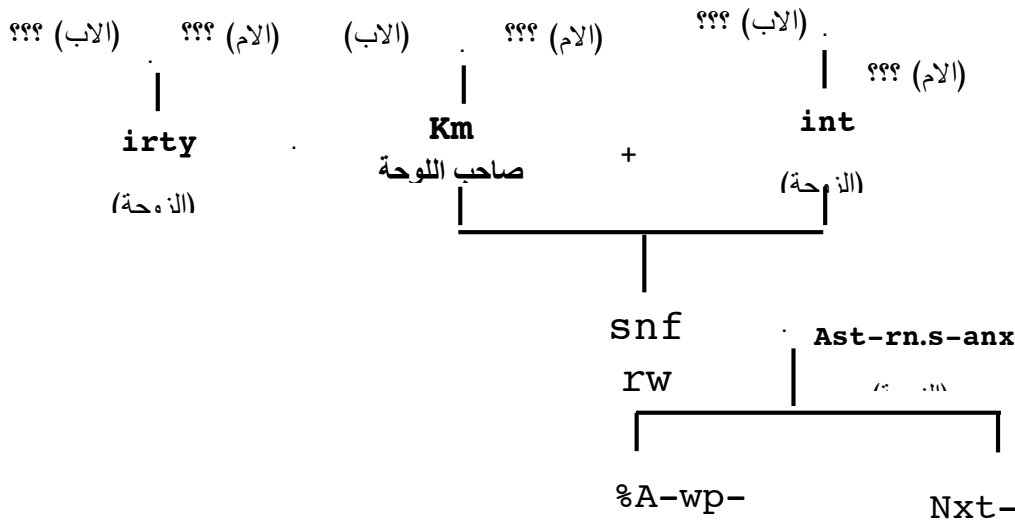 (الاب) ؟؟؟ (الام) ؟؟؟ (الاب) (الام) ؟؟؟ (الاب) ؟؟؟
(الام) ؟؟؟
irty Km int
صاحب اللوحة +
(الزوجة) (الزوجة)
snf
rw
Ast-rn.s-anx
%A-wp- Nxt-